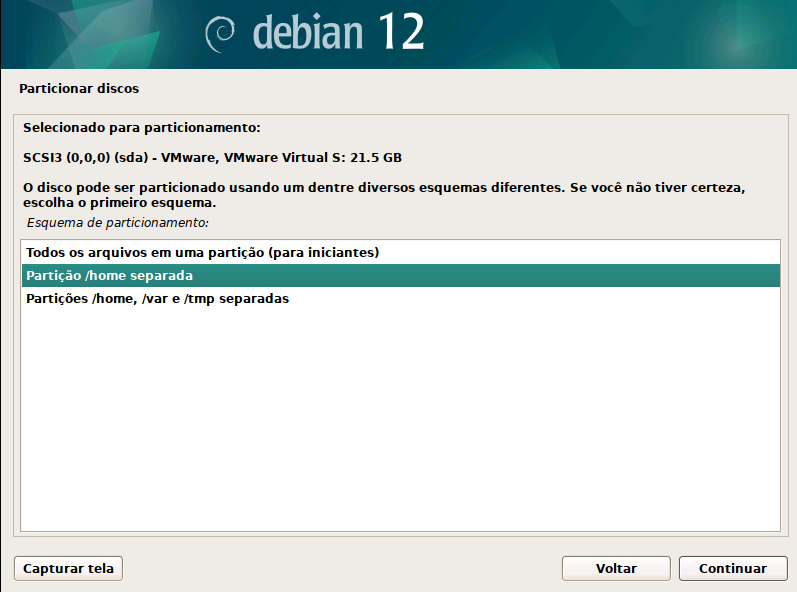 debian 12
Particionar discos
Selecionado para particionamento:
SCSI3 (0,0,0) (sda) - VMware, VMware Virtual S: 21.5 GB
O disco pode ser particionado usando um dentre diversos esquemas diferentes. Se você não tiver certeza,
escolha o primeiro esquema.
Esquema de particionamento:
Todos os arquivos em uma partição (para iniciantes)
Partição /home separada
Partições /home, /var e /tmp separadas
Capturar tela
Voltar
Continuar